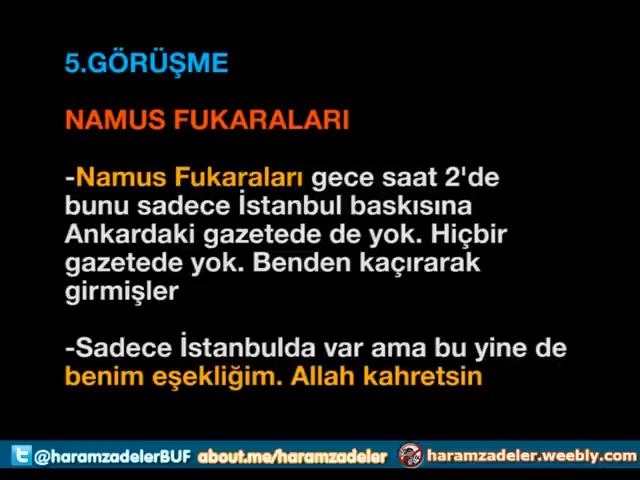 5.GÖRÜŞME
NAMUS FUKARALARI
-Namus Fukaraları gece saat 2'de
bunu sadece İstanbul baskısına
Ankardaki gazetede de yok. Hiçbir
gazetede yok. Benden kaçırarak
girmişler
-Sadece İstanbulda var ama bu yine de
benim eşekliğim. Allah kahretsin
@haramzadelerBUF about.me/haramzadeler haramzadeler.weebly.com